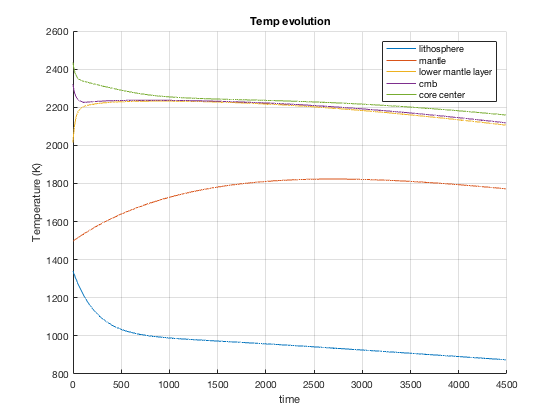 Temp evolution
2600
2400
2200
2000
1800
1600
1400
1200
1000
800
Temperature (K)
lithosphere
mantle
lower mantle layer
cmb
core center
0
500
1000
1500
2000
2500
3000
3500
4000
4500
time